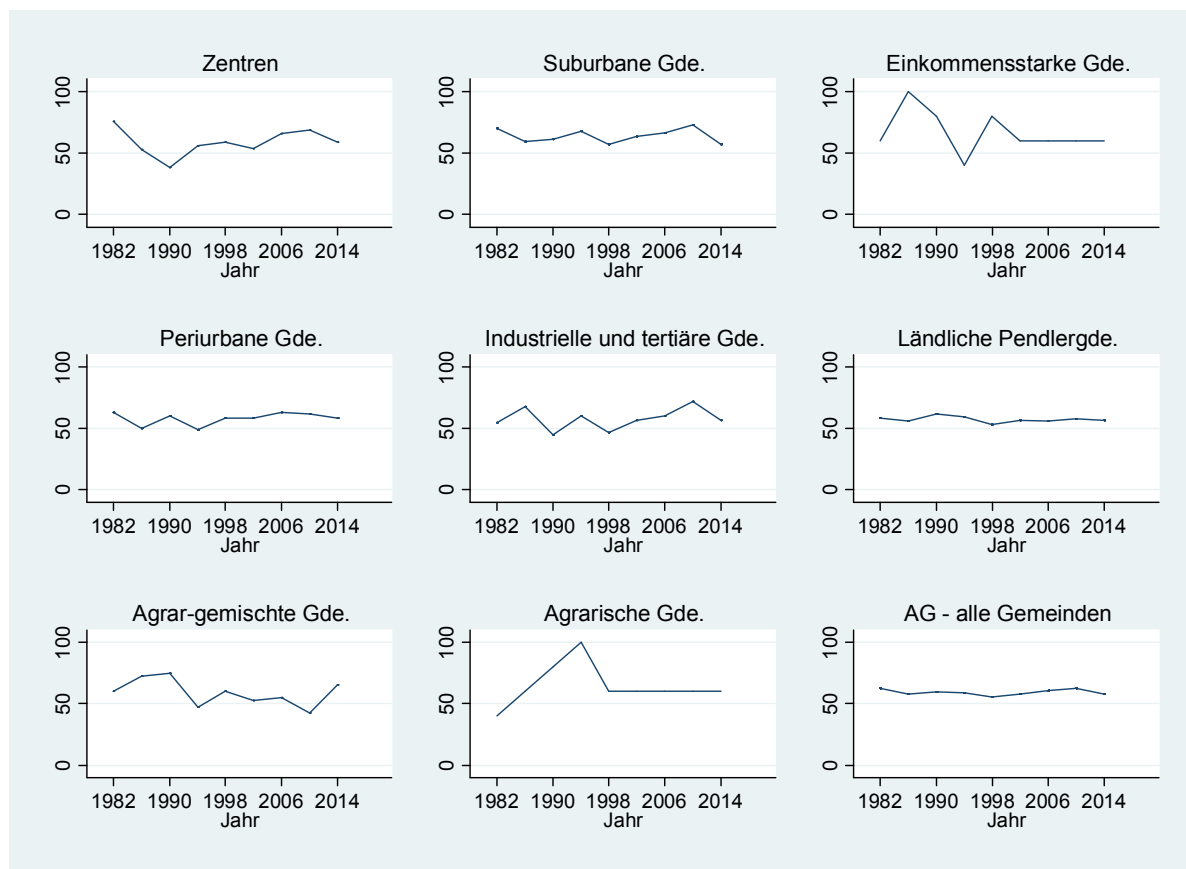 Zentren
100
50
0
1982 1990 1998 2006 2014
Jahr
Suburbane Gde.
100
50
0
1982 1990 1998 2006 2014
Jahr
Einkommensstarke Gde.
100
50
0
1982 1990 1998 2006 2014
Jahr
Periurbane Gde.
100
50
0
1982 1990 1998 2006 2014
Jahr
Industrielle und tertiäre Gde.
100
50
0
1982 1990 1998 2006 2014
Jahr
Ländliche Pendlergde.
100
50
0
1982 1990 1998 2006 2014
Jahr
Agrar-gemischte Gde.
100
50
0
1982 1990 1998 2006 2014
Jahr
Agrarische Gde.
100
50
0
1982 1990 1998 2006 2014
Jahr
AG - alle Gemeinden
100
50
0
1982 1990 1998 2006 2014
Jahr